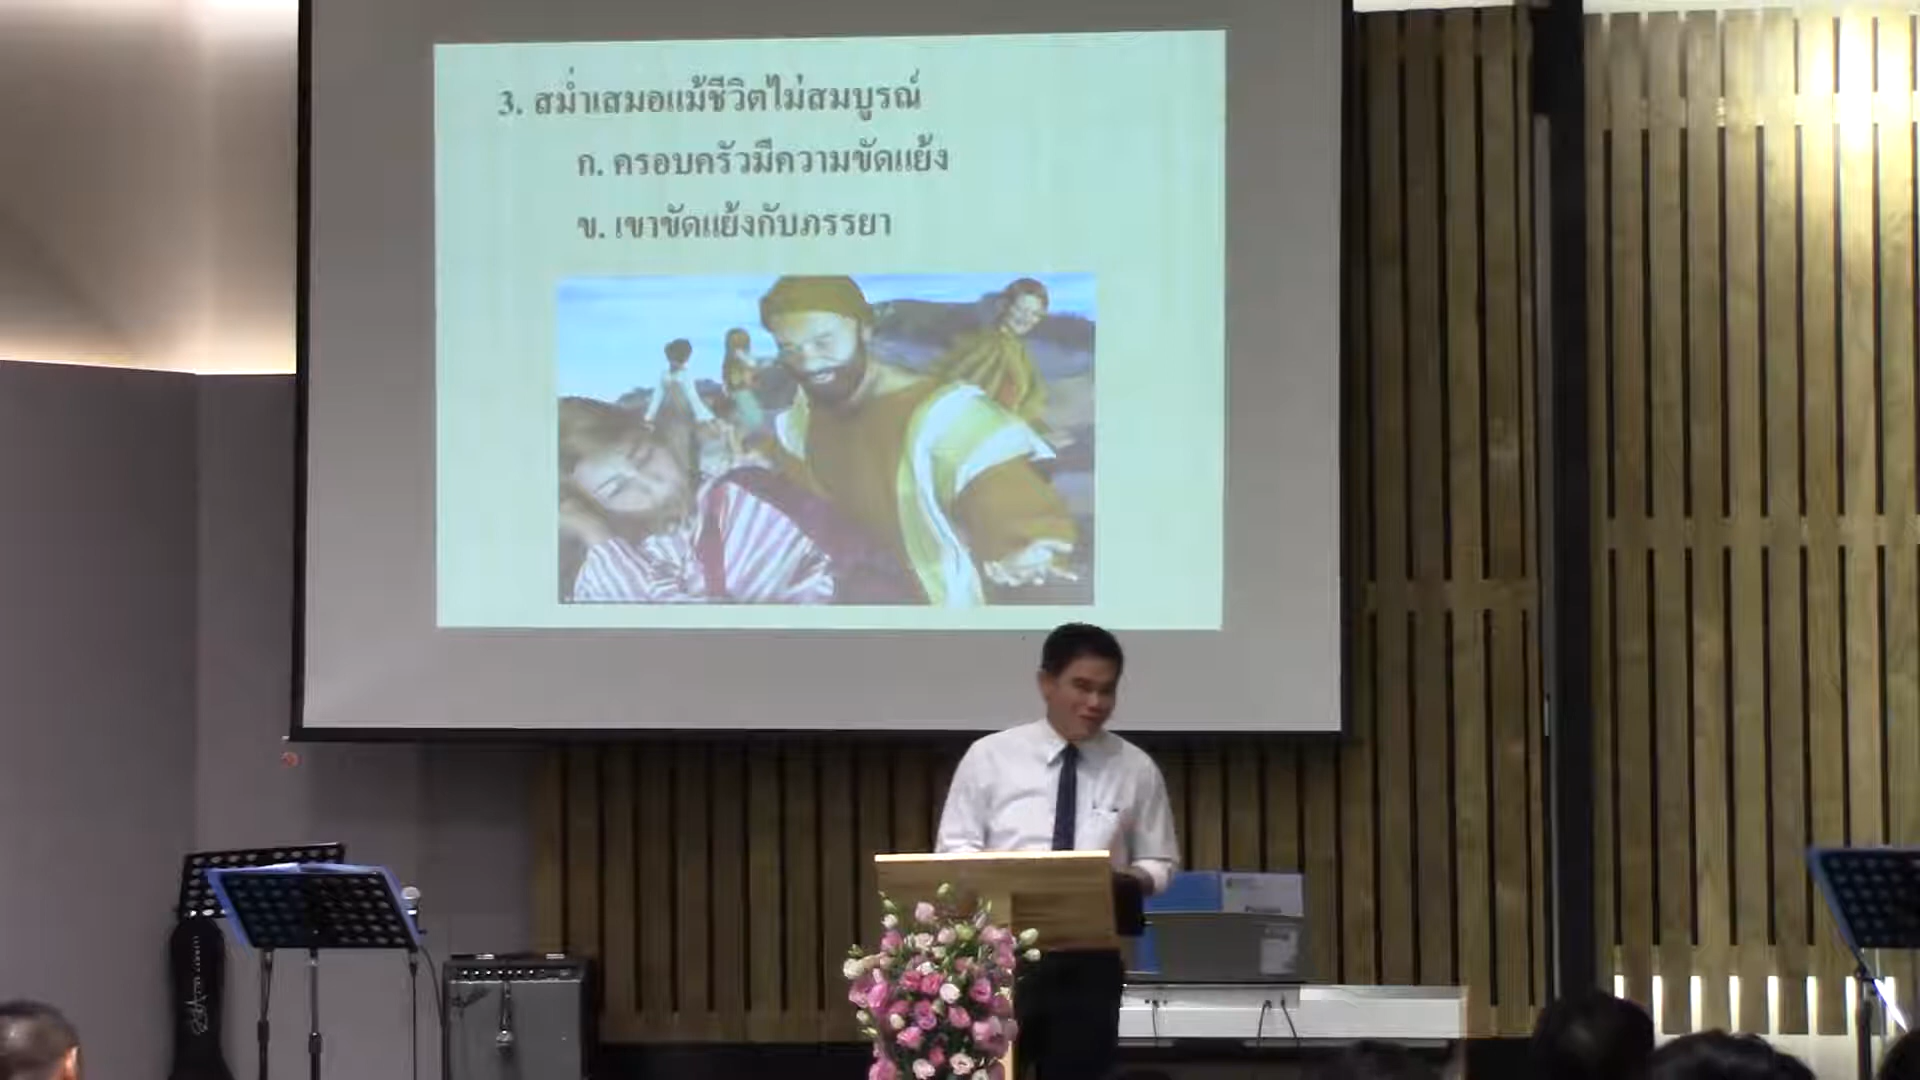 3. สม่ำเสมอแม้ชีวิตไม่สมบูรณ์
ก. ครอบครัวมีความขัดแย้ง
ข. เขาขัดแย้งกับภรรยา